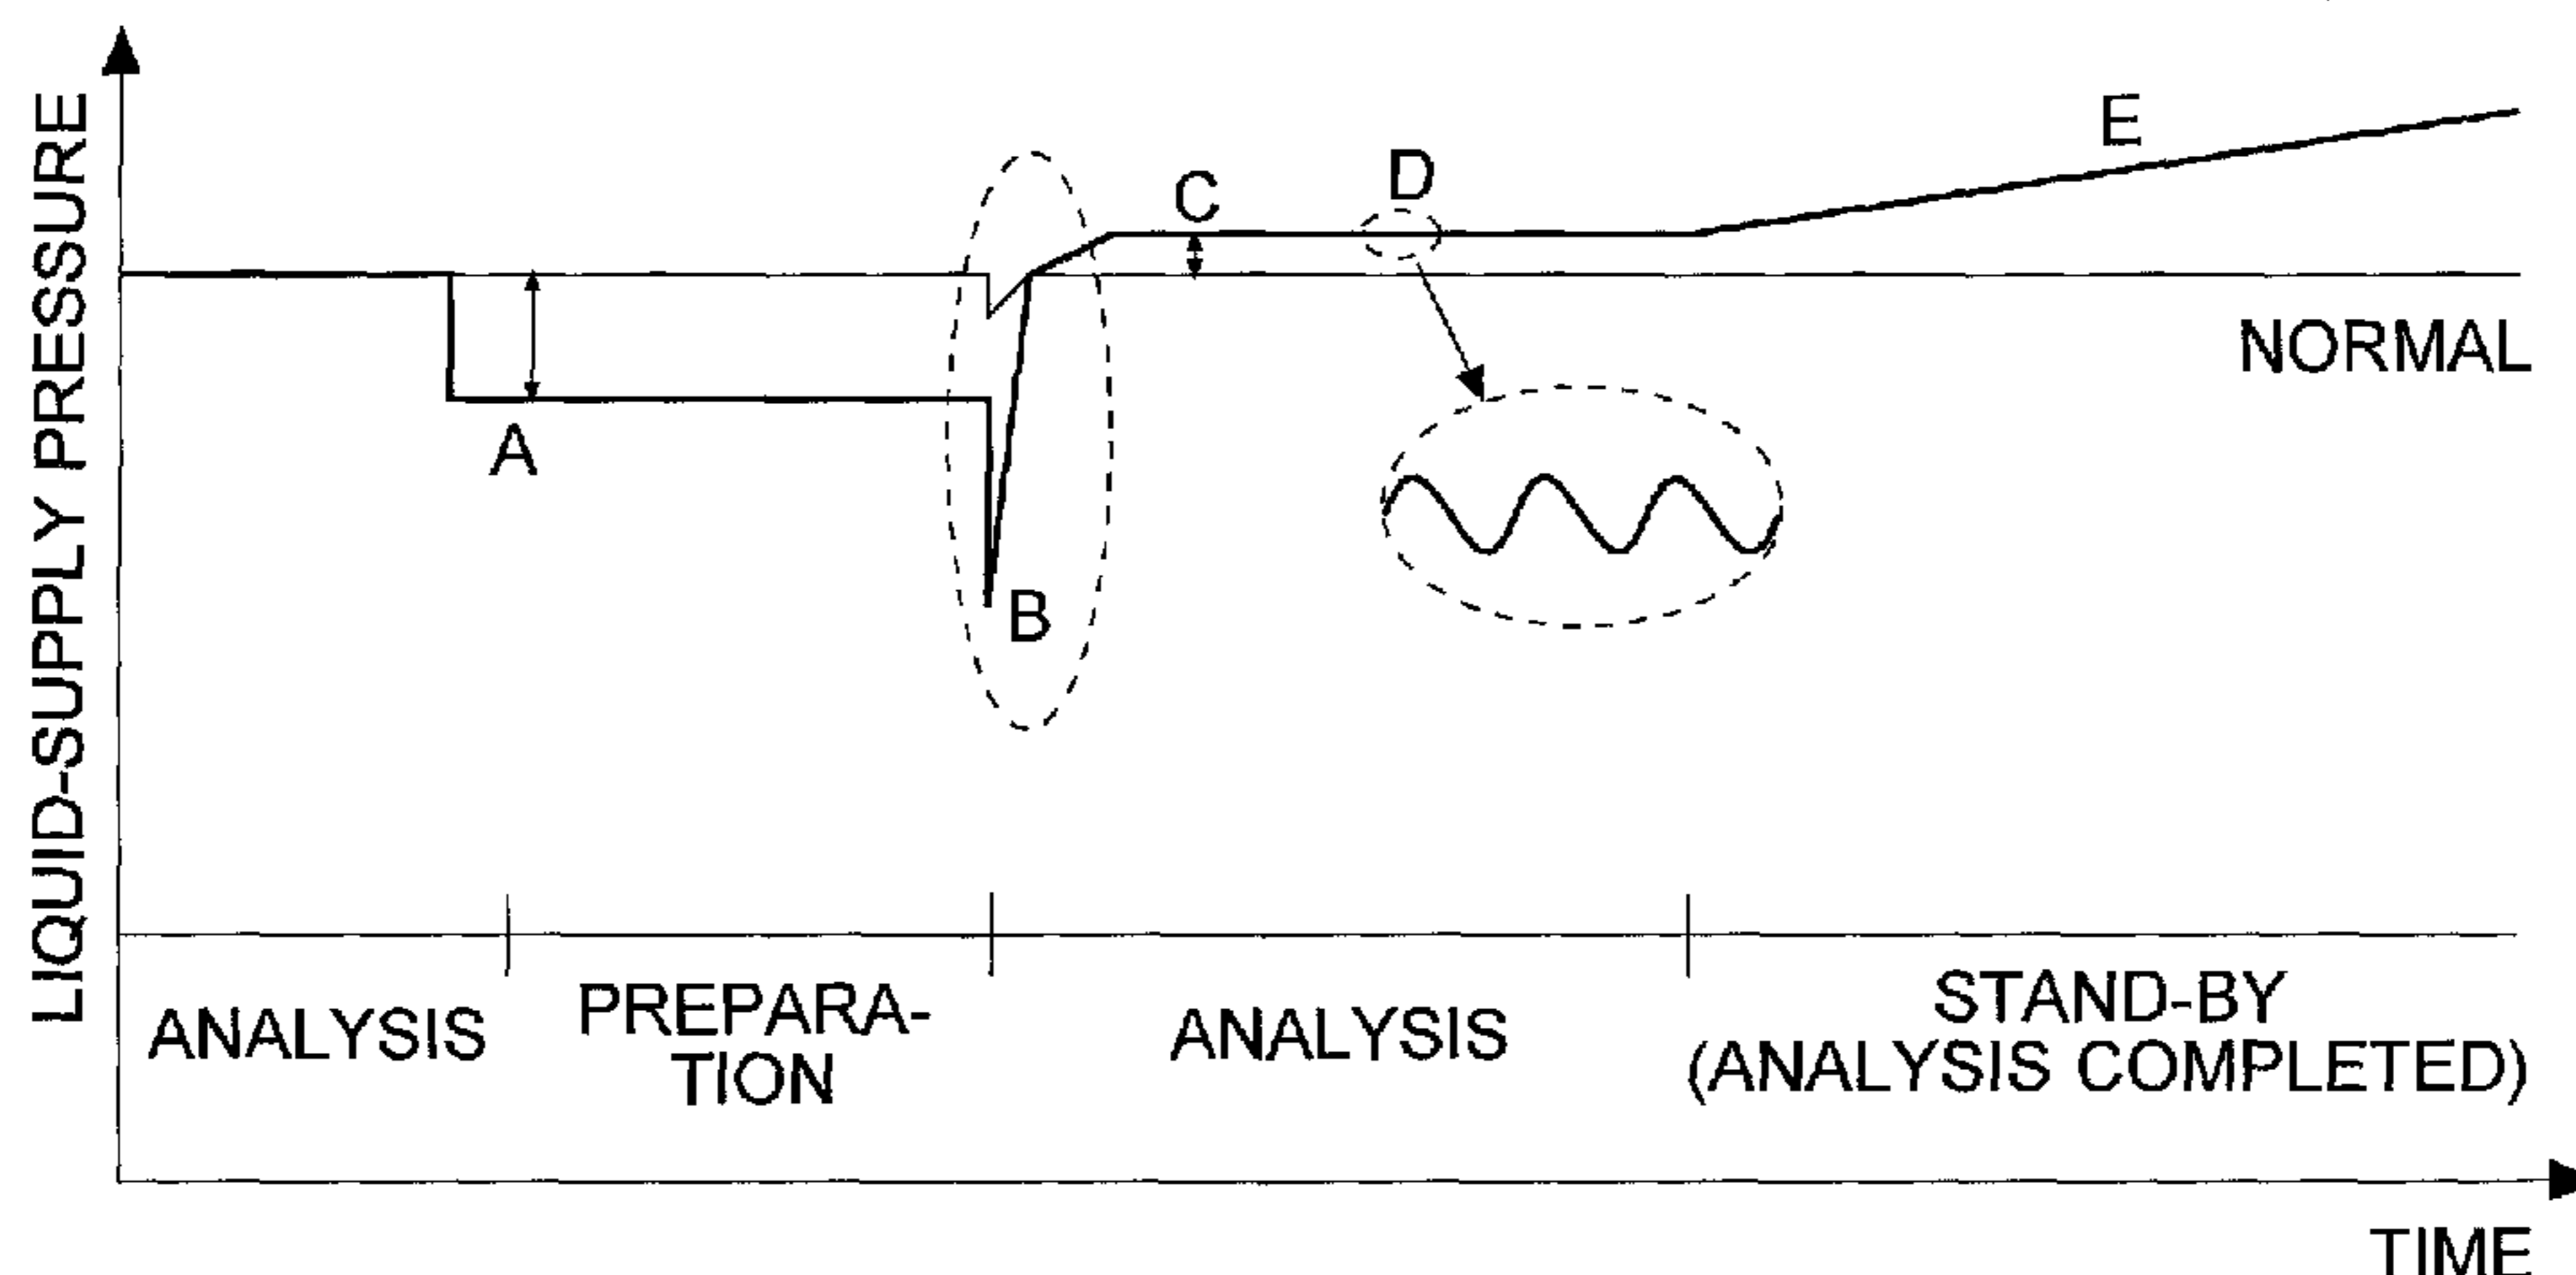 LIQUID-SUPPLY PRESSURE
E
D
C
NORMAL
A
B
ANALYSIS
PREPARA-
TION
ANALYSIS
STAND-BY
(ANALYSIS COMPLETED)
TIME